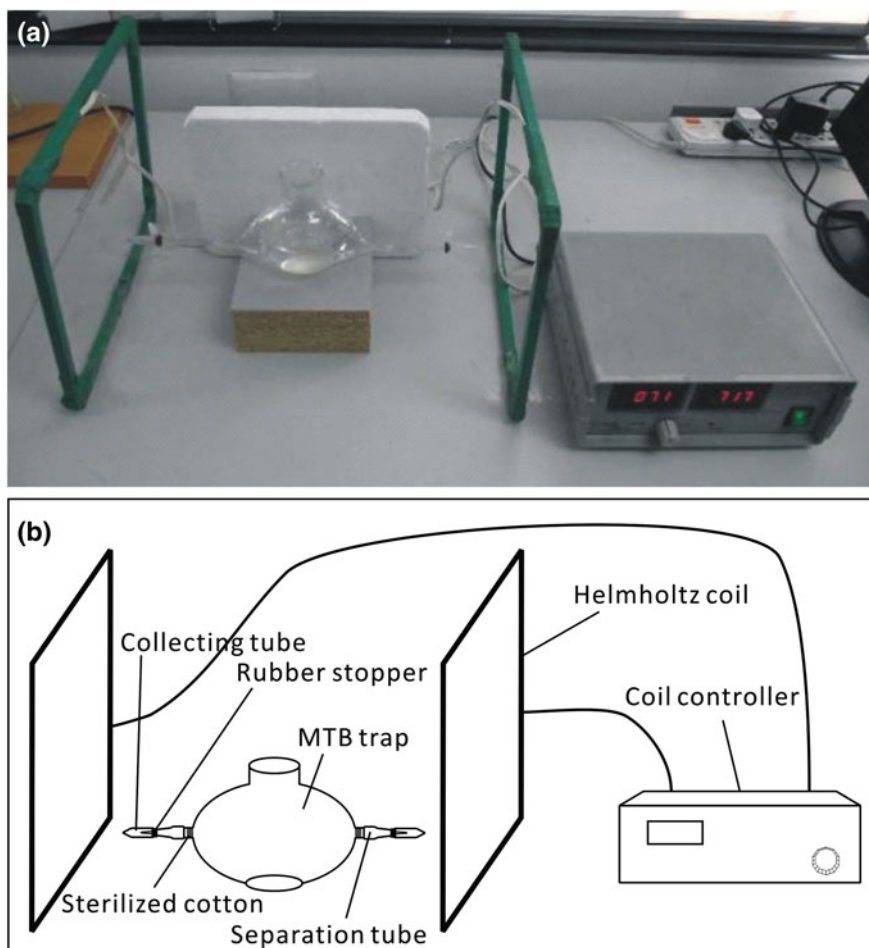 (a)
071 717
(b)
Helmholtz coil
Collecting tube
Rubber stopper
Coil controller
MTB trap
Sterilized cotton
Separation tube